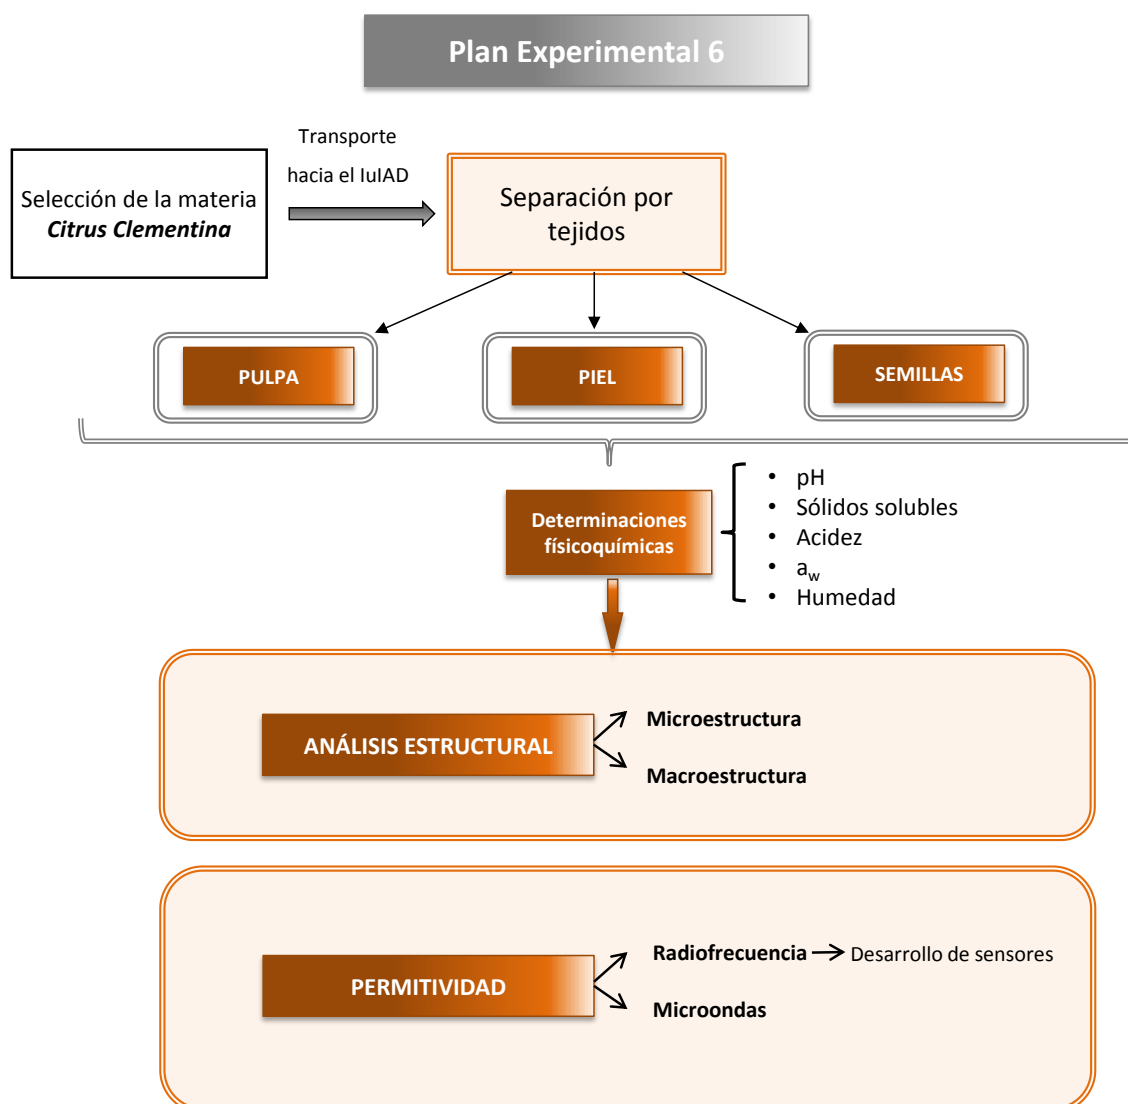 Plan Experimental 6
Transporte
hacia el IuIAD
Selección de la materia
Citrus Clementina
Separación por
tejidos
PULPA
PIEL
SEMILLAS
Determinaciones
físicoquímicas
• pH
• Sólidos solubles
• Acidez
• aw
• Humedad
ANÁLISIS ESTRUCTURAL
Microestructura
Macroestructura
PERMITIVIDAD
Radiofrecuencia
Desarrollo de sensores
Microondas